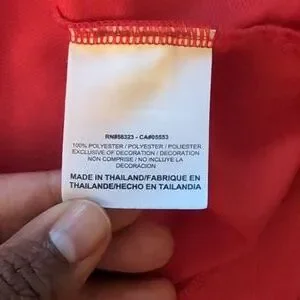 RN#56323 - CA#05553
100% POLYESTER / POLYESTER / POLIESTER
EXCLUSIVE OF DECORATION / DECORATION
NON COMPRISE / NO INCLUYE LA
DECORACION
MADE IN THAILAND/FABRIQUE EN
THAILANDE/HECHO EN TAILANDIA